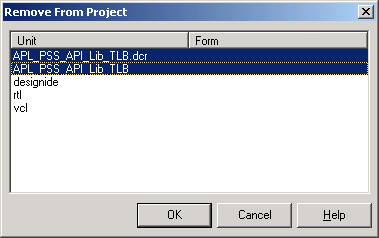 Remove From Project
Unit Form
APL_PSS_API_Lib_TLB.dcr
APL_PSS_API_Lib_TLB
designide
rtl
vcl
OK Cancel Help